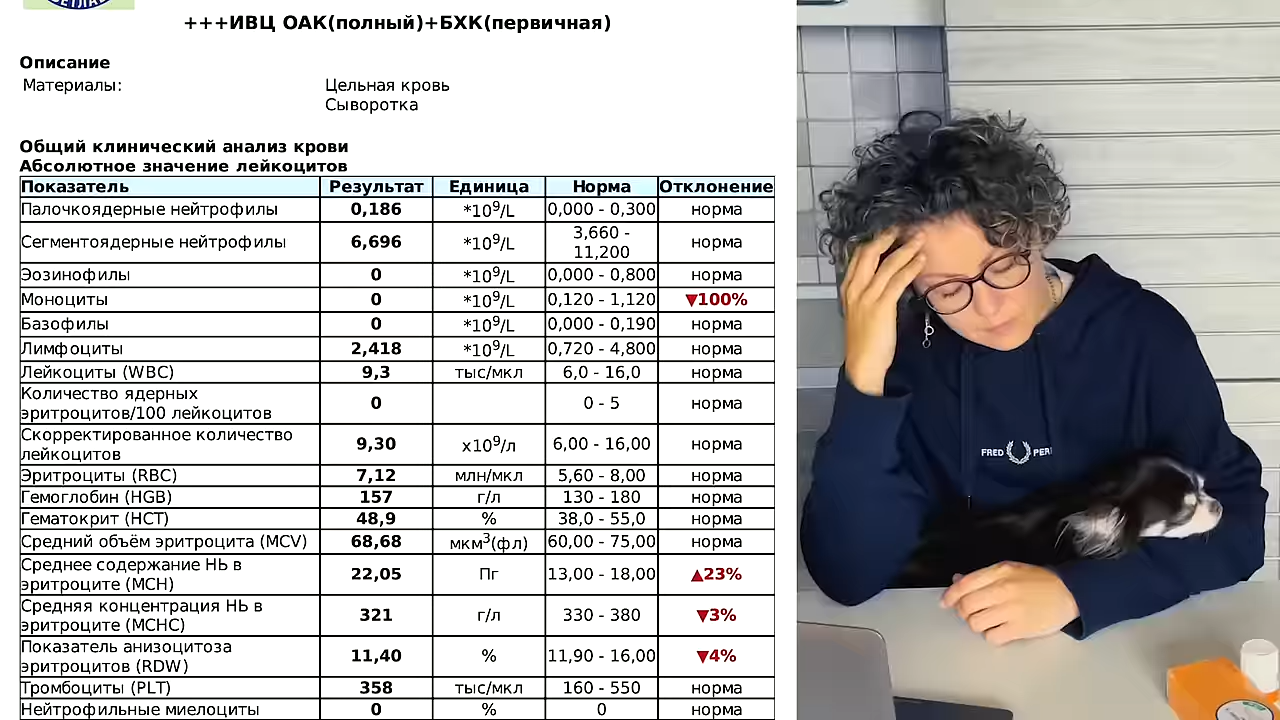 +++ИВЦ ОАК(полный)+БХК(первичная)
Описание
Материалы: Цельная кровь
Сыворотка
Общий клинический анализ крови
Абсолютное значение лейкоцитов
Показатель Результат Единица Норма Отклонение
Палочкоядерные нейтрофилы 0,186 *10⁹/L 0,000 - 0,300 норма
Сегментоядерные нейтрофилы 6,696 *10⁹/L 3,660 - 11,200 норма
Эозинофилы 0 *10⁹/L 0,000 - 0,800 норма
Моноциты 0 *10⁹/L 0,120 - 1,120 ▼100%
Базофилы 0 *10⁹/L 0,000 - 0,190 норма
Лимфоциты 2,418 *10⁹/L 0,720 - 4,800 норма
Лейкоциты (WBC) 9,3 тыс/мкл 6,0 - 16,0 норма
Количество ядерных эритроцитов/100 лейкоцитов 0 0 - 5 норма
Скорректированное количество лейкоцитов 9,30 x10⁹/л 6,00 - 16,00 норма
Эритроциты (RBC) 7,12 млн/мкл 5,60 - 8,00 норма
Гемоглобин (HGB) 157 г/л 130 - 180 норма
Гематокрит (HCT) 48,9 % 38,0 - 55,0 норма
Средний объём эритроцита (MCV) 68,68 мкм³(фл) 60,00 - 75,00 норма
Среднее содержание НЬ в эритроците (MCH) 22,05 Пг 13,00 - 18,00 ▲23%
Средняя концентрация НЬ в эритроците (MCHC) 321 г/л 330 - 380 ▼3%
Показатель анизоцитоза эритроцитов (RDW) 11,40 % 11,90 - 16,00 ▼4%
Тромбоциты (PLT) 358 тыс/мкл 160 - 550 норма
Нейтрофильные миелоциты 0 % 0 норма
FRED PER